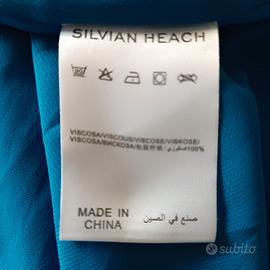 SILVIAN HEACH
VISCOSA/VISCOUS/VISCOSE/VISKOSE/
VISCOSA/ВИСКОЗА/粘胶纤维/فسكوزي100%
MADE IN
CHINA
صنع في الصين
subito